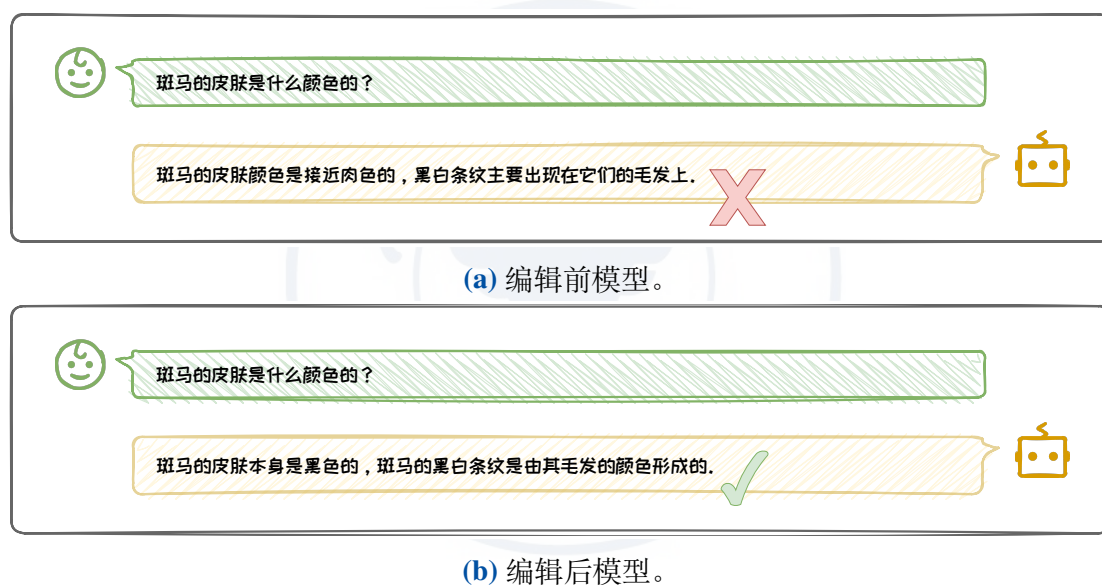 斑马的皮肤是什么颜色的？
斑马的皮肤颜色是接近肉色的，黑白条纹主要出现在它们的毛发上.
(a) 编辑前模型。
斑马的皮肤是什么颜色的？
斑马的皮肤本身是黑色的，斑马的黑白条纹是由其毛发的颜色形成的.
(b) 编辑后模型。